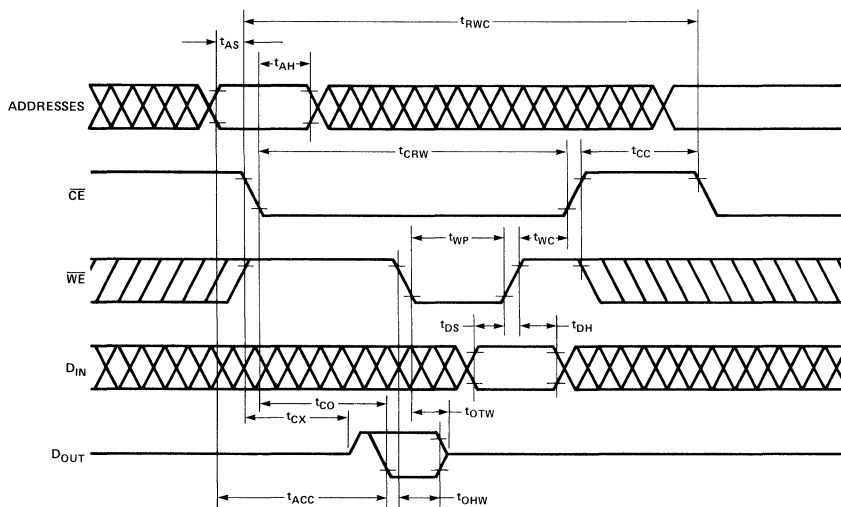 tRWC
tAS
tAH
ADDRESSES
tCRW
tCC
CE
tWP
tWC
WE
tDS
tDH
DIN
tCO
tOTW
tCX
DOUT
tACC
tOHW